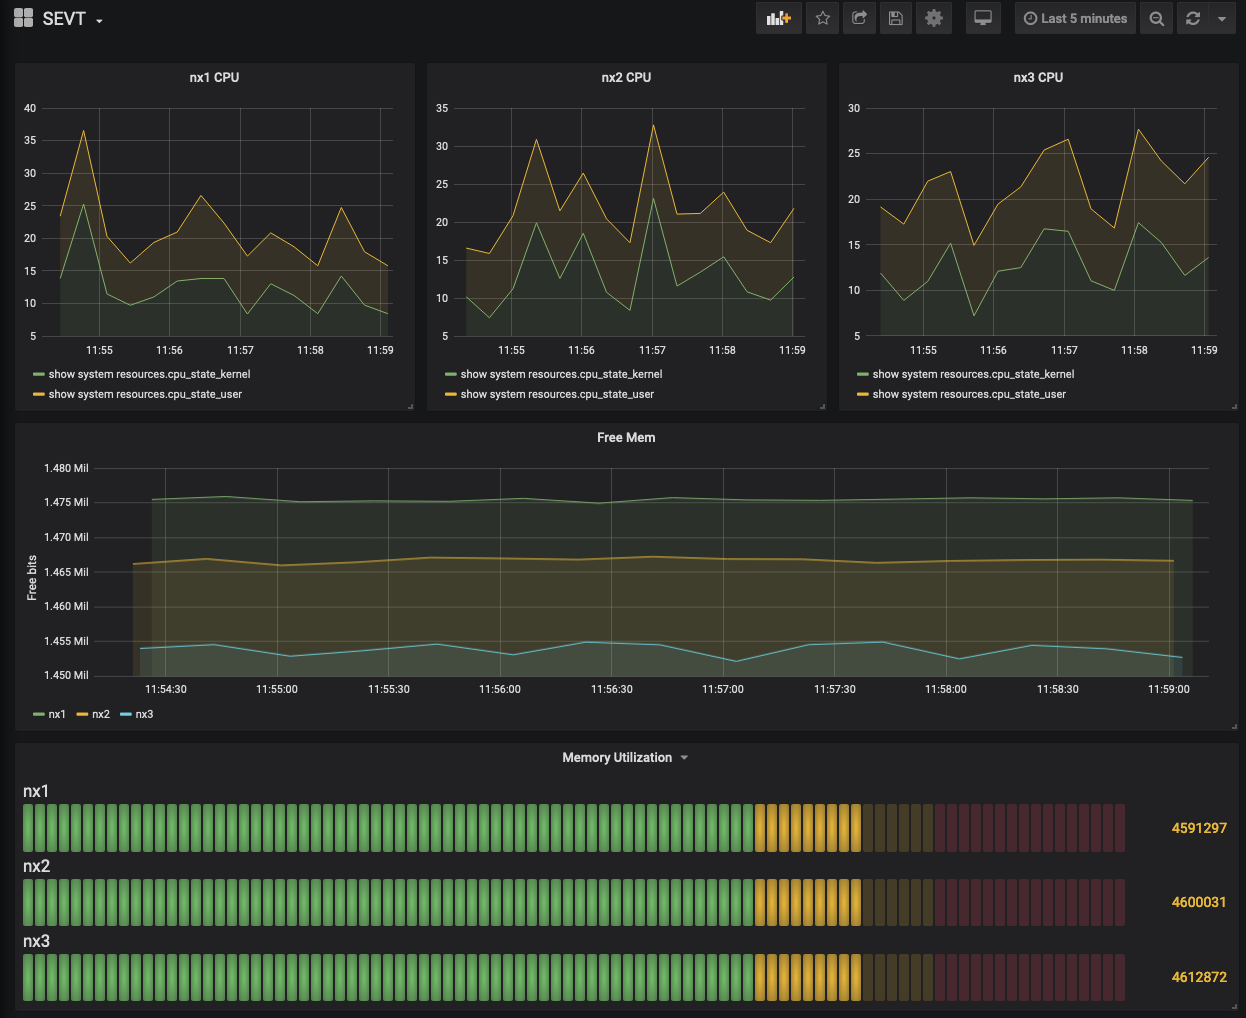 SEVT
Last 5 minutes
nx1 CPU
40
35
30
25
20
15
10
5
11:55 11:56 11:57 11:58 11:59
show system resources.cpu_state_kernel
show system resources.cpu_state_user
nx2 CPU
35
30
25
20
15
10
5
11:55 11:56 11:57 11:58 11:59
show system resources.cpu_state_kernel
show system resources.cpu_state_user
nx3 CPU
30
25
20
15
10
5
11:55 11:56 11:57 11:58 11:59
show system resources.cpu_state_kernel
show system resources.cpu_state_user
Free Mem
Free bits
1.480 Mil
1.475 Mil
1.470 Mil
1.465 Mil
1.460 Mil
1.455 Mil
1.450 Mil
11:54:30 11:55:00 11:55:30 11:56:00 11:56:30 11:57:00 11:57:30 11:58:00 11:58:30 11:59:00
nx1 nx2 nx3
Memory Utilization
nx1
4591297
nx2
4600031
nx3
4612872